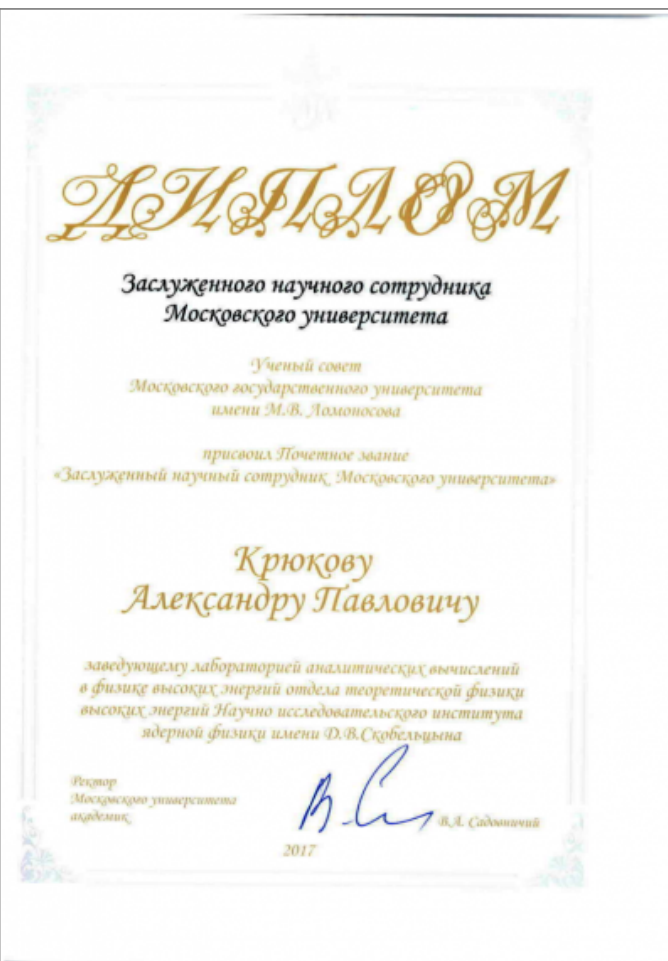 ДИПЛОМ
Заслуженного научного сотрудника
Московского университета
Ученый совет
Московского государственного университета
имени М.В. Ломоносова
присвоил Почетное звание
«Заслуженный научный сотрудник Московского университета»
Крюкову
Александру Павловичу
заведующему лабораторией аналитических вычислений
в физике высоких энергий отдела теоретической физики
высоких энергий Научно исследовательского института
ядерной физики имени Д.В.Скобельцына
Ректор
Московского университета
академик
В.А. Садовничий
2017